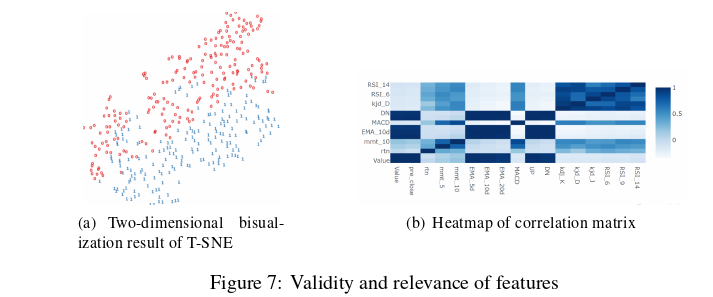 RSI_14
RSI_6
kjd_D
DN
MACD
EMA_10d
mmt_10
rtn
Value
Value
pre_close
rtn
mmt_5
mmt_10
EMA_5d
EMA_10d
EMA_20d
MACD
UP
DN
kdj_K
kjd_D
kjd_J
RSI_6
RSI_9
RSI_14
1
0.5
0
(a) Two-dimensional bisual-
ization result of T-SNE
(b) Heatmap of correlation matrix
Figure 7: Validity and relevance of features